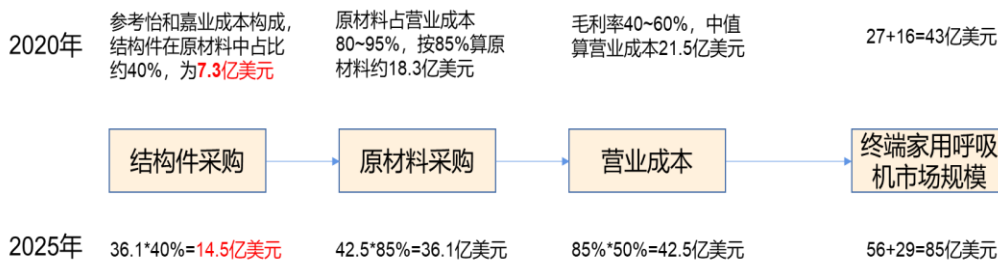 2020年
参考怡和嘉业成本构成，
结构件在原材料中占比
约40%，为7.3亿美元
原材料占营业成本
80~95%，按85%算原
材料约18.3亿美元
毛利率40~60%，中值
算营业成本21.5亿美元
27+16=43亿美元
结构件采购
原材料采购
营业成本
终端家用呼吸
机市场规模
2025年
36.1*40%=14.5亿美元
42.5*85%=36.1亿美元
85%*50%=42.5亿美元
56+29=85亿美元